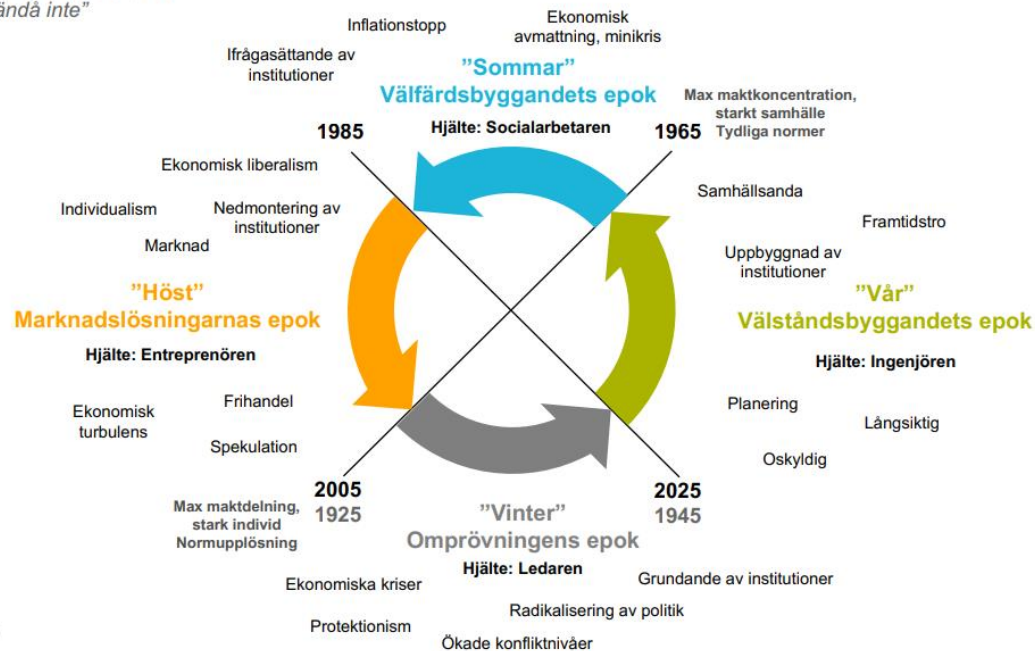 ändå inte”
Inflationstopp
Ekonomisk
avmattning, minikris
Ifrågasättande av
institutioner
”Sommar”
Välfärdsbyggandets epok
Max maktkoncentration,
starkt samhälle
Tydliga normer
1985
Hjälte: Socialarbetaren
1965
Ekonomisk liberalism
Individualism
Nedmontering av
institutioner
Marknad
Samhällsanda
Framtidstro
Uppbyggnad av
institutioner
”Höst”
Marknadslösningarnas epok
Hjälte: Entreprenören
”Vår”
Välståndsbyggandets epok
Hjälte: Ingenjören
Ekonomisk
turbulens
Frihandel
Spekulation
Planering
Långsiktig
Oskyldig
Max maktdelning,
stark individ
Normupplösning
2005
1925
2025
1945
”Vinter”
Omprövningens epok
Hjälte: Ledaren
Ekonomiska kriser
Grundande av institutioner
Radikalisering av politik
Protektionism
Ökade konfliktnivåer